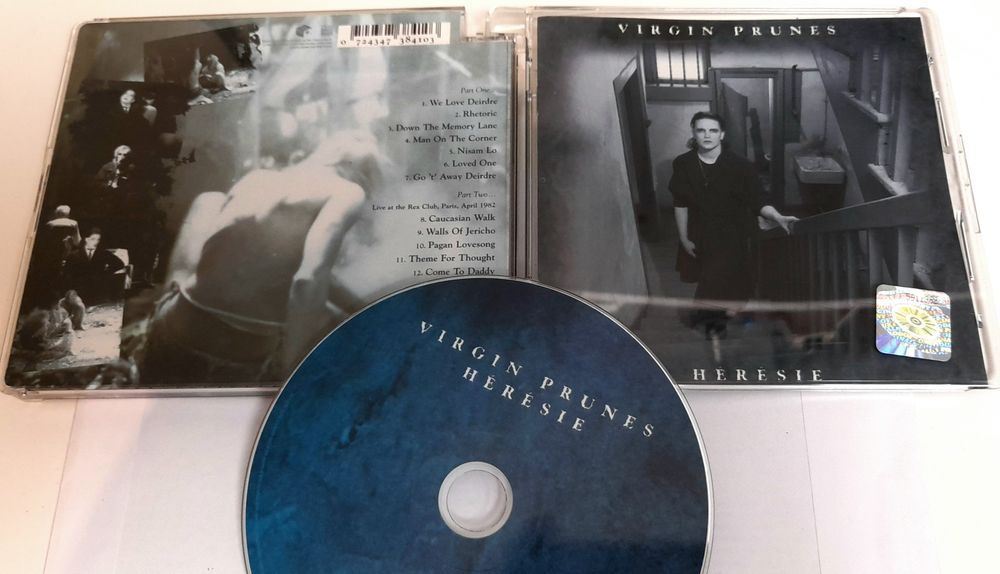 0 724347 384103
Part One...
1. We Love Deirdre
2. Rhetoric
3. Down The Memory Lane
4. Man On The Corner
5. Nisam Lo
6. Loved One
7. Go 't' Away Deirdre
Part Two...
Live at the Rex Club, Paris, April 1982
8. Caucasian Walk
9. Walls Of Jericho
10. Pagan Lovesong
11. Theme For Thought
12. Come To Daddy
VIRGIN PRUNES
HÉRÉSIE
VIRGIN PRUNES
HÉRÉSIE